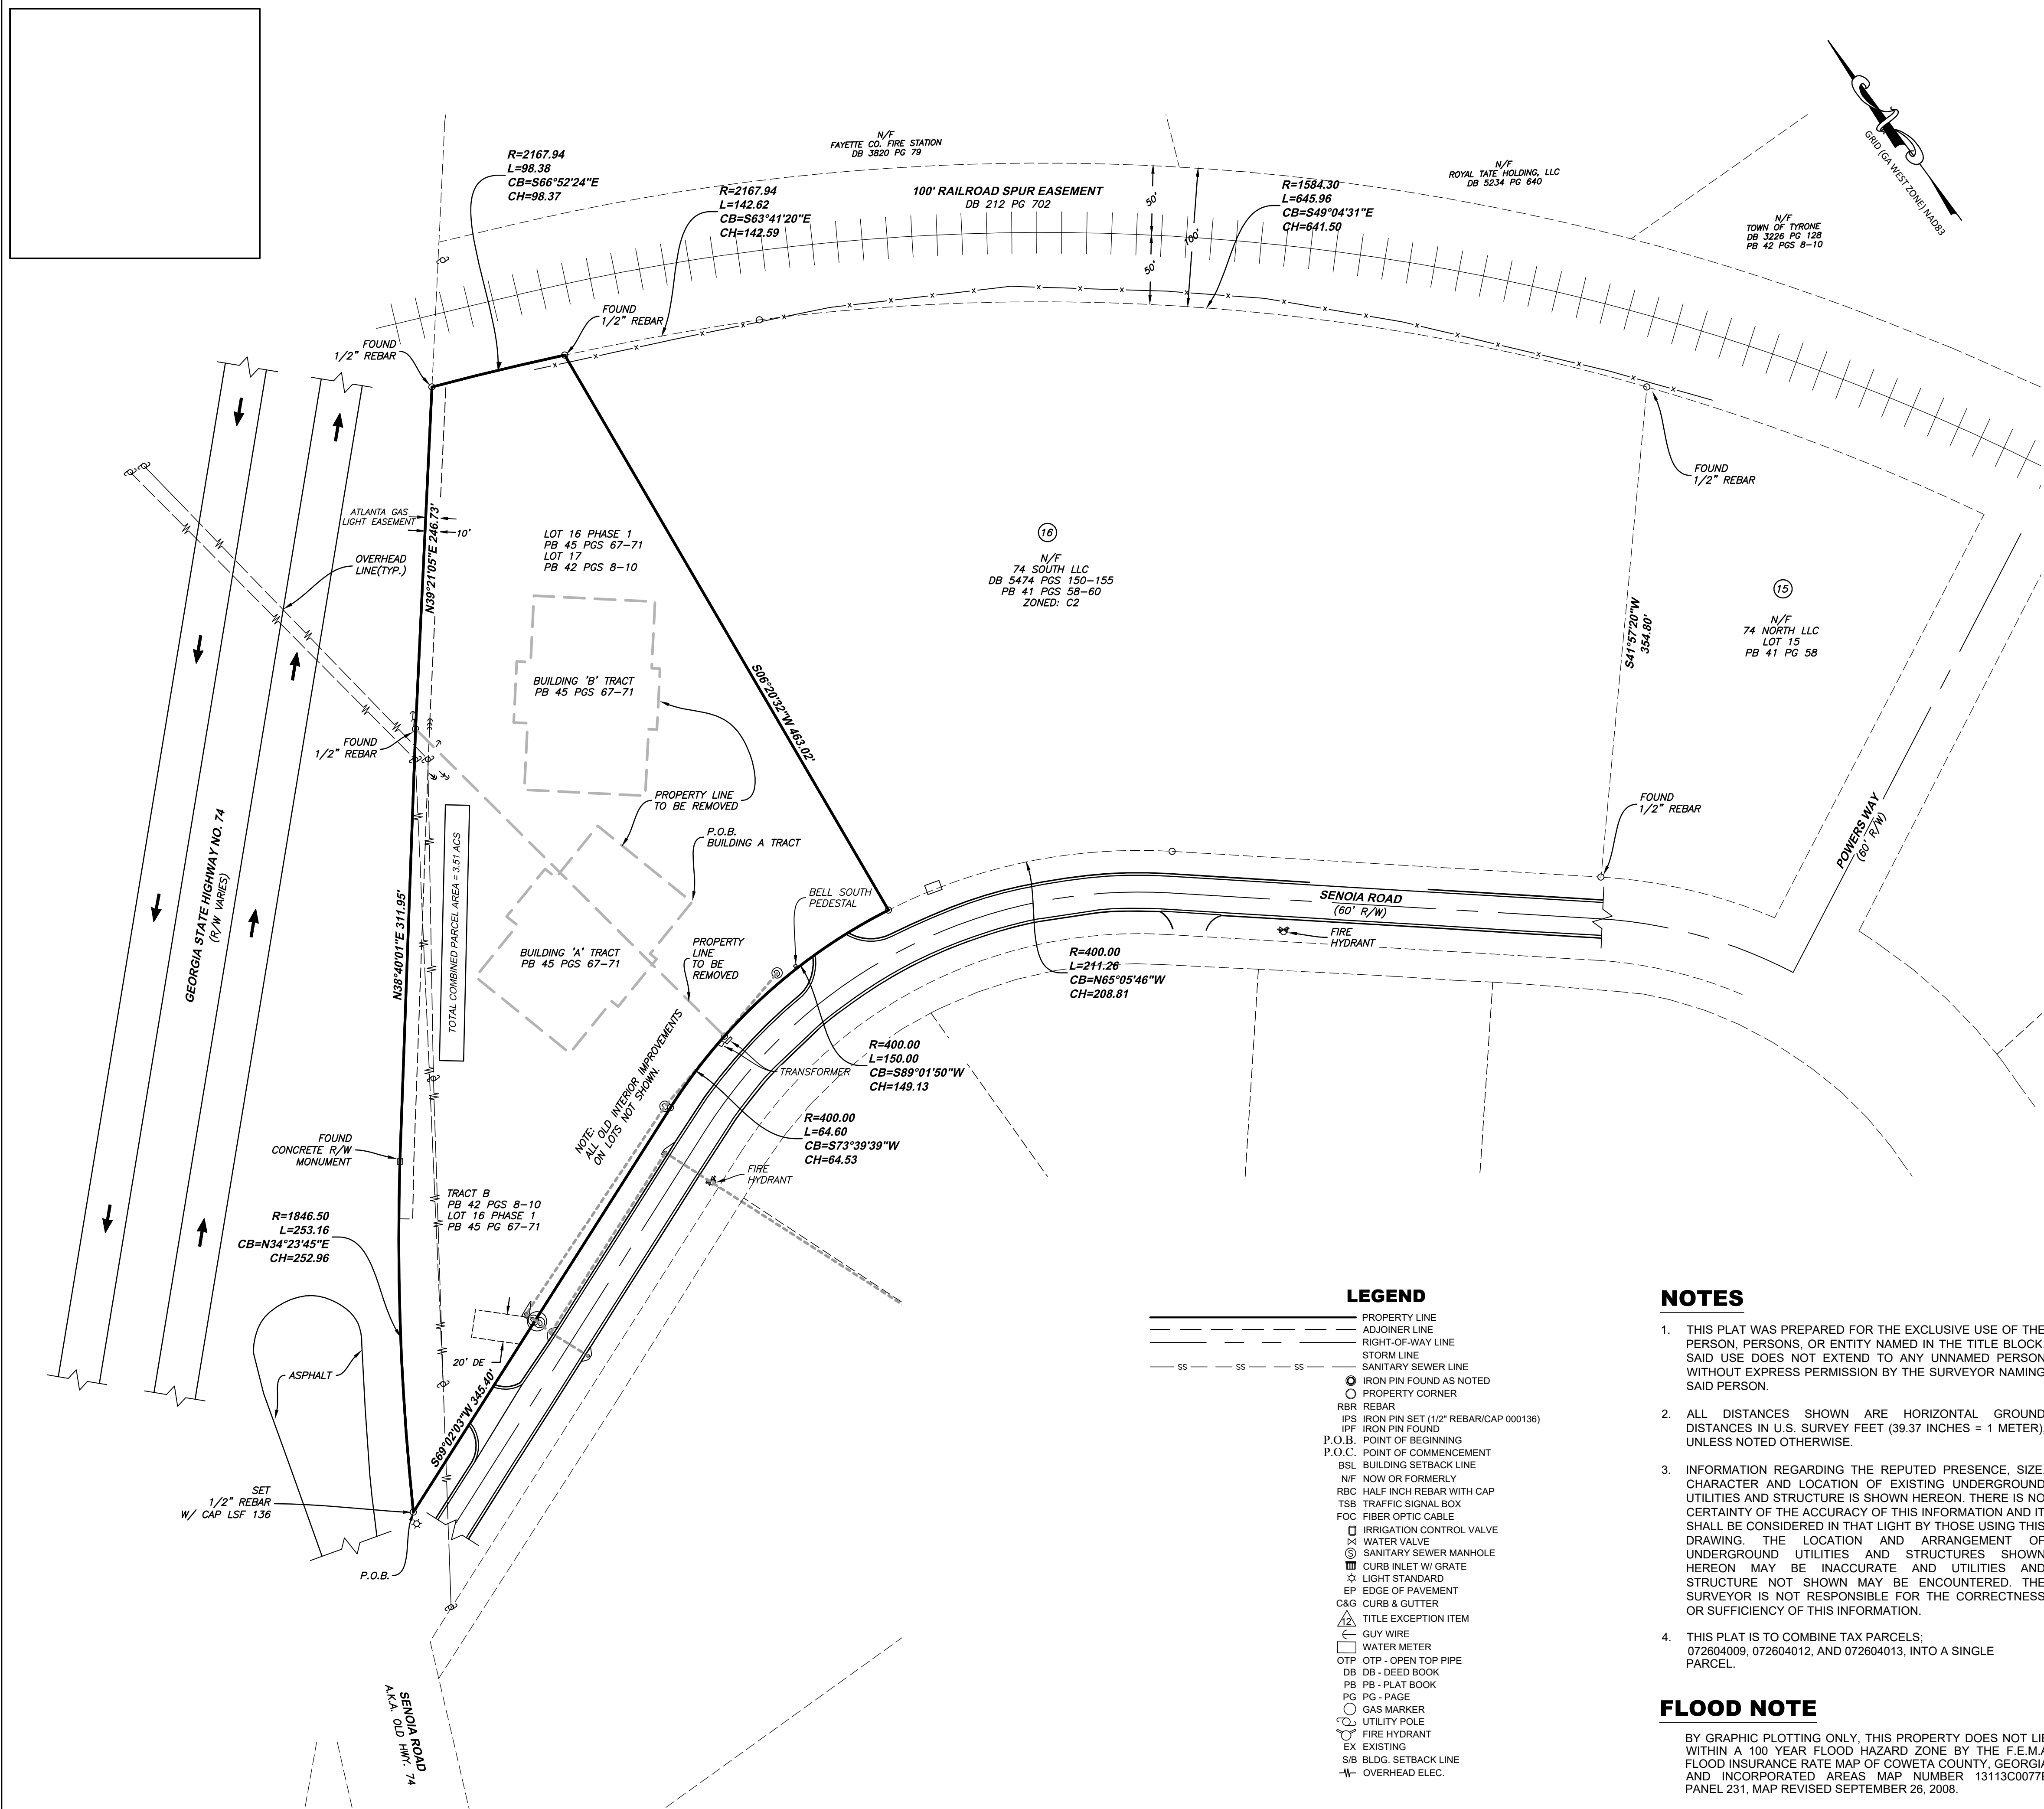 GRID (GA WEST ZONE) NAD83
N/F
FAYETTE CO. FIRE STATION
DB 3820 PG 79
N/F
ROYAL TATE HOLDING, LLC
DB 5234 PG 640
N/F
TOWN OF TYRONE
DB 3226 PG 128
PB 42 PGS 8-10
R=2167.94
L=98.38
CB=S66°52'24"E
CH=98.37
R=2167.94
L=142.62
CB=S63°41'20"E
CH=142.59
100' RAILROAD SPUR EASEMENT
DB 212 PG 702
50'
100'
50'
R=1584.30
L=645.96
CB=S49°04'31"E
CH=641.50
FOUND
1/2" REBAR
FOUND
1/2" REBAR
FOUND
1/2" REBAR
ATLANTA GAS
LIGHT EASEMENT
10'
N39°21'05"E 246.73'
OVERHEAD
LINE(TYP.)
LOT 16 PHASE 1
PB 45 PGS 67-71
LOT 17
PB 42 PGS 8-10
16
N/F
74 SOUTH LLC
DB 5474 PGS 150-155
PB 41 PGS 58-60
ZONED: C2
S41°57'20"W
354.80'
15
N/F
74 NORTH LLC
LOT 15
PB 41 PG 58
BUILDING 'B' TRACT
PB 45 PGS 67-71
S06°20'32"W 463.02'
FOUND
1/2" REBAR
PROPERTY LINE
TO BE REMOVED
P.O.B.
BUILDING A TRACT
FOUND
1/2" REBAR
POWERS WAY
(60' R/W)
GEORGIA STATE HIGHWAY NO. 74
(R/W VARIES)
N38°40'01"E 311.95'
TOTAL COMBINED PARCEL AREA = 3.51 ACS
BELL SOUTH
PEDESTAL
SENOIA ROAD
(60' R/W)
FIRE
HYDRANT
BUILDING 'A' TRACT
PB 45 PGS 67-71
PROPERTY
LINE
TO BE
REMOVED
R=400.00
L=211.26
CB=N65°05'46"W
CH=208.81
NOTE:
ALL OLD INTERIOR IMPROVEMENTS
ON LOTS NOT SHOWN.
TRANSFORMER
R=400.00
L=150.00
CB=S89°01'50"W
CH=149.13
R=400.00
L=64.60
CB=S73°39'39"W
CH=64.53
FOUND
CONCRETE R/W
MONUMENT
FIRE
HYDRANT
TRACT B
PB 42 PGS 8-10
LOT 16 PHASE 1
PB 45 PG 67-71
R=1846.50
L=253.16
CB=N34°23'45"E
CH=252.96
ASPHALT
20' DE
S69°02'03"W 345.40'
SET
1/2" REBAR
W/ CAP LSF 136
P.O.B.
SENOIA ROAD
A.K.A. OLD HWY. 74
LEGEND
PROPERTY LINE
ADJOINER LINE
RIGHT-OF-WAY LINE
STORM LINE
SS SS SS SANITARY SEWER LINE
IRON PIN FOUND AS NOTED
PROPERTY CORNER
RBR REBAR
IPS IRON PIN SET (1/2" REBAR/CAP 000136)
IPF IRON PIN FOUND
P.O.B. POINT OF BEGINNING
P.O.C. POINT OF COMMENCEMENT
BSL BUILDING SETBACK LINE
N/F NOW OR FORMERLY
RBC HALF INCH REBAR WITH CAP
TSB TRAFFIC SIGNAL BOX
FOC FIBER OPTIC CABLE
IRRIGATION CONTROL VALVE
WATER VALVE
S SANITARY SEWER MANHOLE
CURB INLET W/ GRATE
LIGHT STANDARD
EP EDGE OF PAVEMENT
C&G CURB & GUTTER
12 TITLE EXCEPTION ITEM
GUY WIRE
WATER METER
OTP OTP - OPEN TOP PIPE
DB DB - DEED BOOK
PB PB - PLAT BOOK
PG PG - PAGE
GAS MARKER
UTILITY POLE
FIRE HYDRANT
EX EXISTING
S/B BLDG. SETBACK LINE
OVERHEAD ELEC.
NOTES
1. THIS PLAT WAS PREPARED FOR THE EXCLUSIVE USE OF THE
PERSON, PERSONS, OR ENTITY NAMED IN THE TITLE BLOCK.
SAID USE DOES NOT EXTEND TO ANY UNNAMED PERSON
WITHOUT EXPRESS PERMISSION BY THE SURVEYOR NAMING
SAID PERSON.
2. ALL DISTANCES SHOWN ARE HORIZONTAL GROUND
DISTANCES IN U.S. SURVEY FEET (39.37 INCHES = 1 METER),
UNLESS NOTED OTHERWISE.
3. INFORMATION REGARDING THE REPUTED PRESENCE, SIZE,
CHARACTER AND LOCATION OF EXISTING UNDERGROUND
UTILITIES AND STRUCTURE IS SHOWN HEREON. THERE IS NO
CERTAINTY OF THE ACCURACY OF THIS INFORMATION AND IT
SHALL BE CONSIDERED IN THAT LIGHT BY THOSE USING THIS
DRAWING. THE LOCATION AND ARRANGEMENT OF
UNDERGROUND UTILITIES AND STRUCTURES SHOWN
HEREON MAY BE INACCURATE AND UTILITIES AND
STRUCTURE NOT SHOWN MAY BE ENCOUNTERED. THE
SURVEYOR IS NOT RESPONSIBLE FOR THE CORRECTNESS
OR SUFFICIENCY OF THIS INFORMATION.
4. THIS PLAT IS TO COMBINE TAX PARCELS;
072604009, 072604012, AND 072604013, INTO A SINGLE
PARCEL.
FLOOD NOTE
BY GRAPHIC PLOTTING ONLY, THIS PROPERTY DOES NOT LIE
WITHIN A 100 YEAR FLOOD HAZARD ZONE BY THE F.E.M.A
FLOOD INSURANCE RATE MAP OF COWETA COUNTY, GEORGIA
AND INCORPORATED AREAS MAP NUMBER 13113C0077E
PANEL 231, MAP REVISED SEPTEMBER 26, 2008.